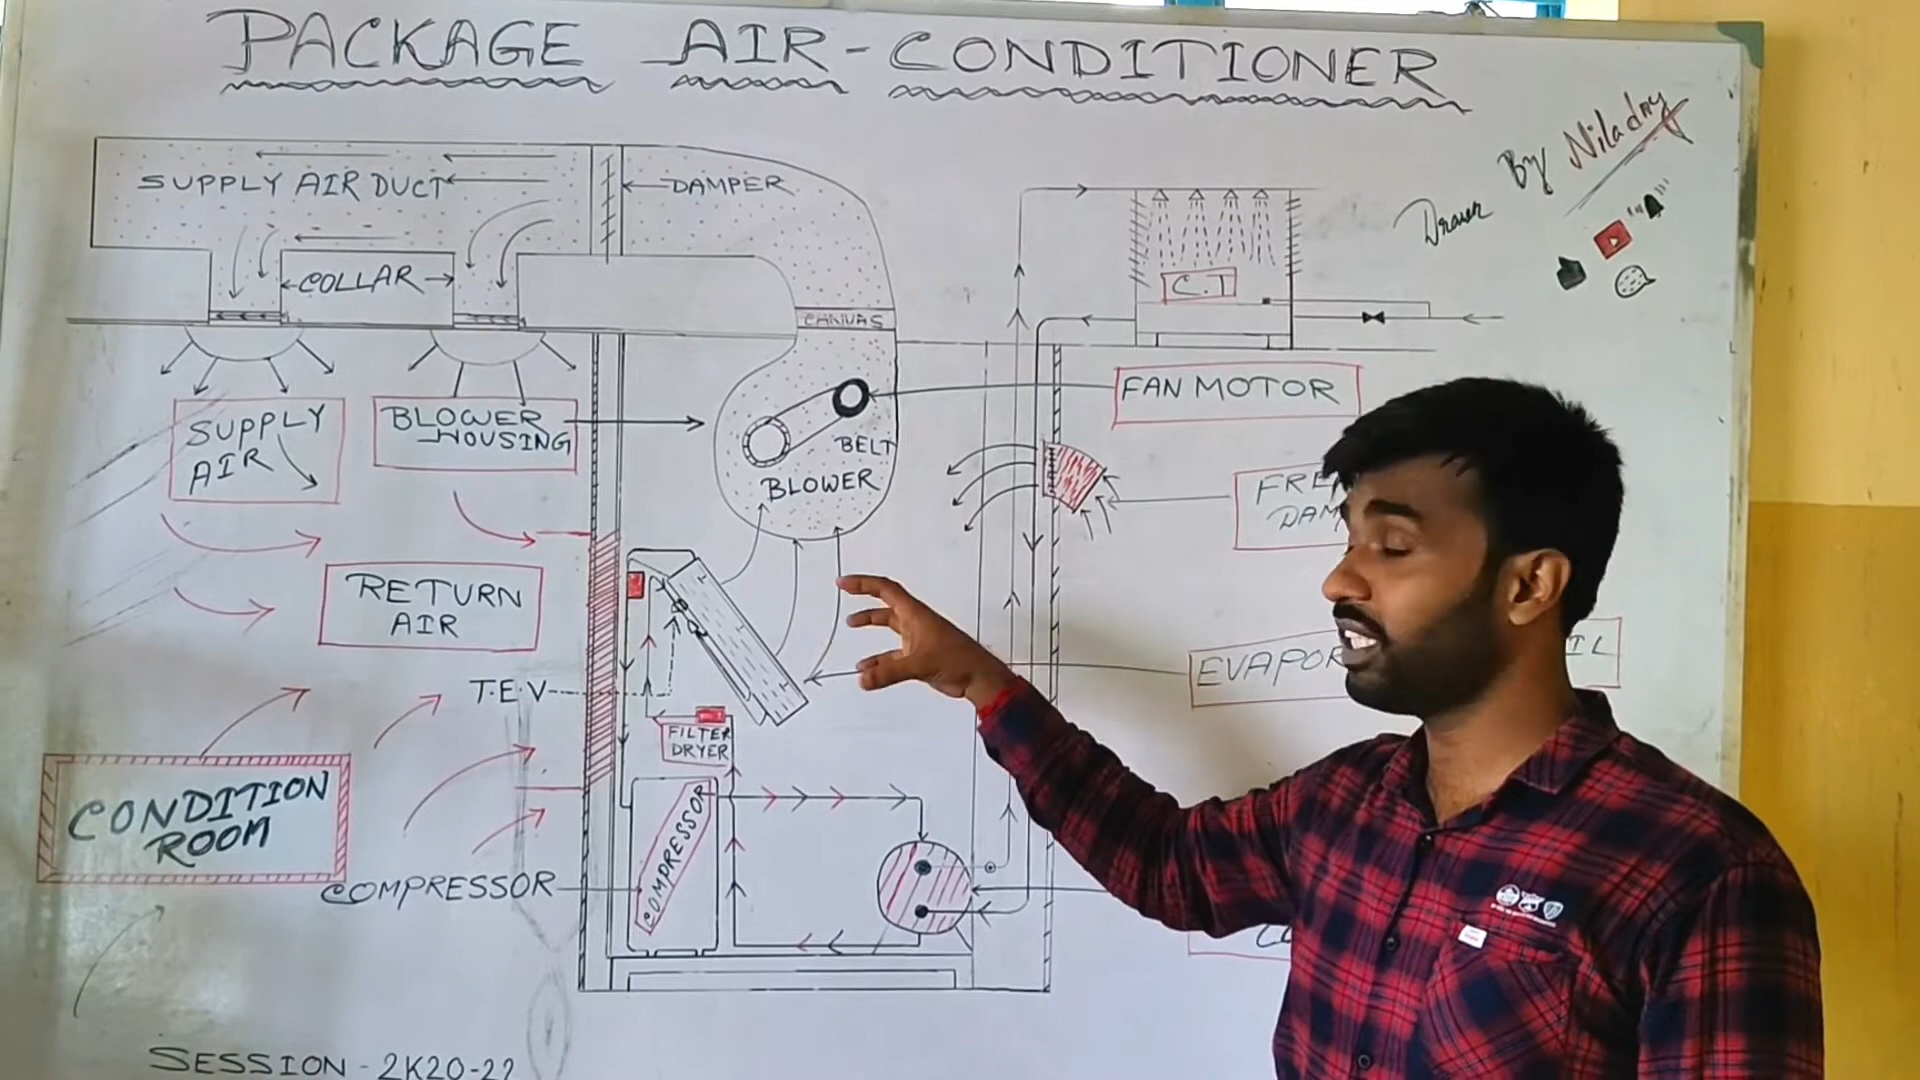 PACKAGE AIR-CONDITIONER
Drawn By Niladry
SUPPLY AIR DUCT
DAMPER
COLLAR
CANVAS
C.T
SUPPLY
AIR
BLOWER
HOUSING
FAN MOTOR
BELT
BLOWER
RETURN
AIR
T.E.V
FILTER
DRYER
CONDITION
ROOM
COMPRESSOR
COMPRESSOR
SESSION - 2K20-22